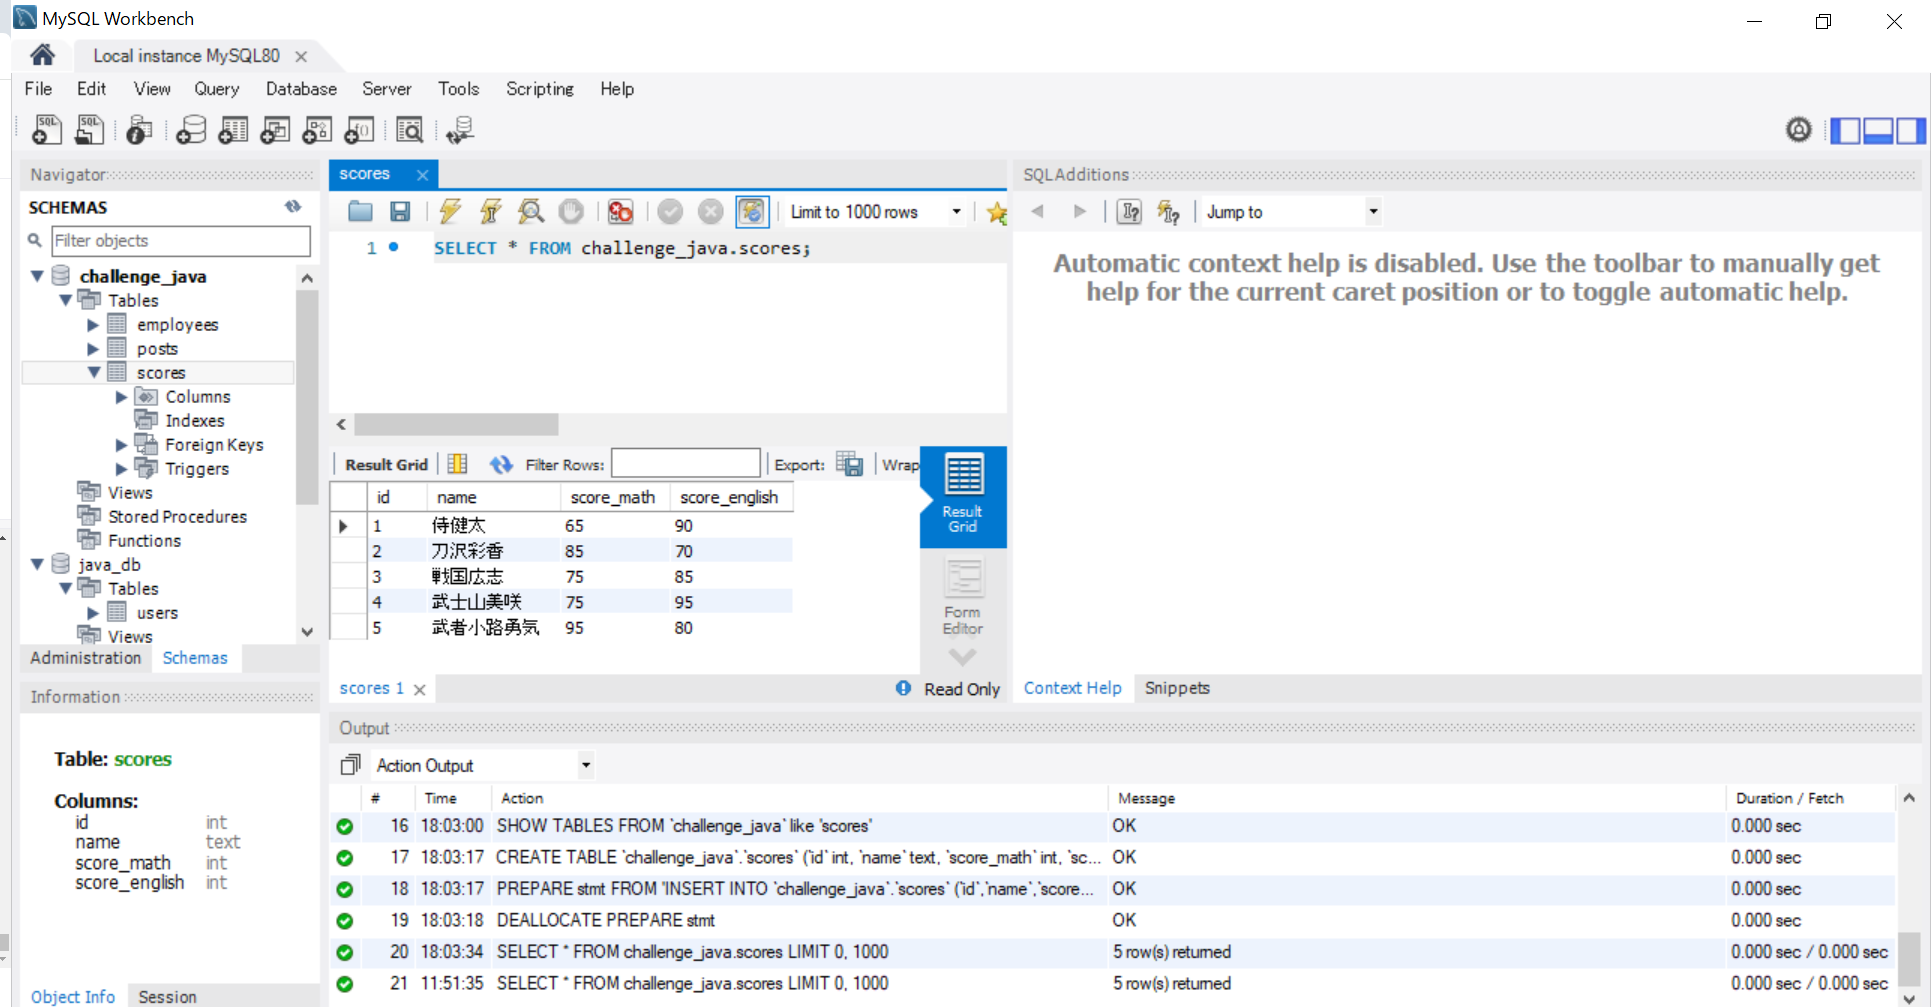 MySQL Workbench
Local instance MySQL80
File Edit View Query Database Server Tools Scripting Help
Navigator
SCHEMAS
Filter objects
challenge_java
Tables
employees
posts
scores
Columns
Indexes
Foreign Keys
Triggers
Views
Stored Procedures
Functions
java_db
Tables
users
Views
Administration Schemas
Information
Table: scores
Columns:
id int
name text
score_math int
score_english int
Object Info Session
scores
Limit to 1000 rows
1 SELECT * FROM challenge_java.scores;
Result Grid Filter Rows: Export: Wrap
id name score_math score_english
1 侍健太 65 90
2 刀沢彩香 85 70
3 戦国広志 75 85
4 武士山美咲 75 95
5 武者小路勇気 95 80
Result
Grid
Form
Editor
scores 1 Read Only
SQLAdditions
Jump to
Automatic context help is disabled. Use the toolbar to manually get
help for the current caret position or to toggle automatic help.
Context Help Snippets
Output
Action Output
# Time Action Message Duration / Fetch
16 18:03:00 SHOW TABLES FROM `challenge_java` like 'scores' OK 0.000 sec
17 18:03:17 CREATE TABLE `challenge_java`.`scores` (`id` int, `name` text, `score_math` int, `sc... OK 0.000 sec
18 18:03:17 PREPARE stmt FROM 'INSERT INTO `challenge_java`.`scores` (`id`,`name`,`score... OK 0.000 sec
19 18:03:18 DEALLOCATE PREPARE stmt OK 0.000 sec
20 18:03:34 SELECT * FROM challenge_java.scores LIMIT 0, 1000 5 row(s) returned 0.000 sec / 0.000 sec
21 11:51:35 SELECT * FROM challenge_java.scores LIMIT 0, 1000 5 row(s) returned 0.000 sec / 0.000 sec